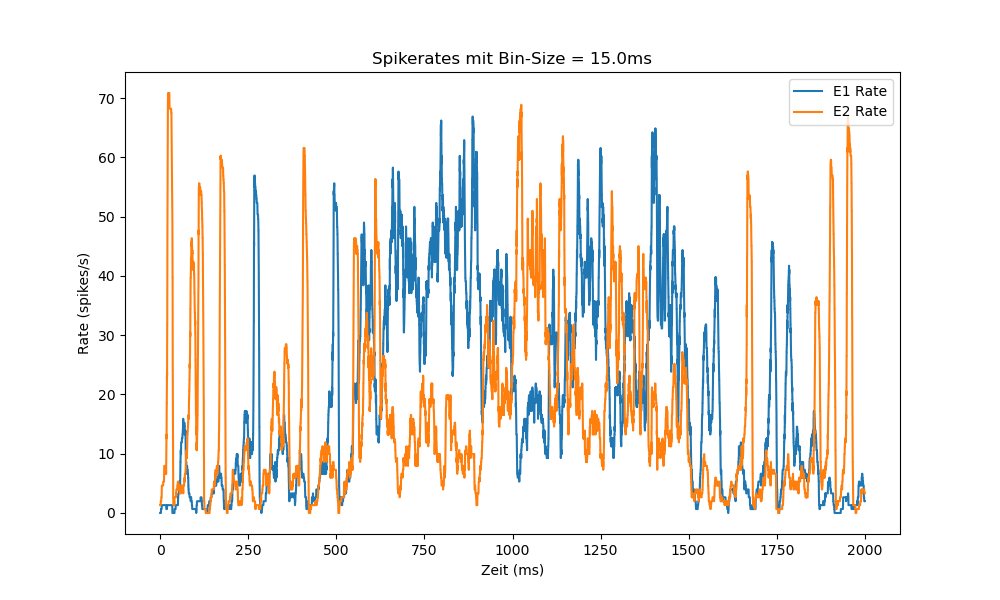 Spikerates mit Bin-Size = 15.0ms
E1 Rate
E2 Rate
Rate (spikes/s)
70
60
50
40
30
20
10
0
0 250 500 750 1000 1250 1500 1750 2000
Zeit (ms)